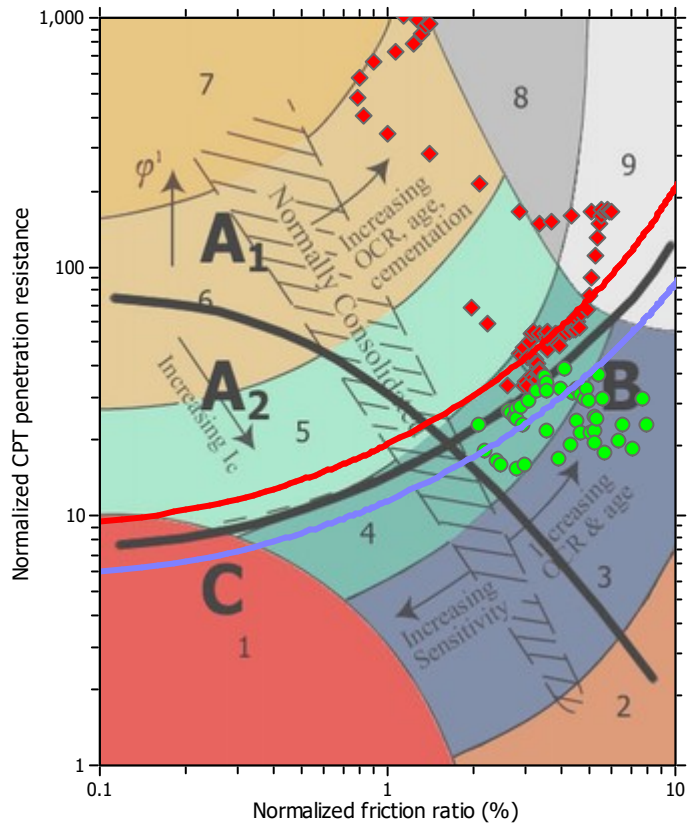 1,000
100
10
1
Normalized CPT penetration resistance
0.1
1
10
Normalized friction ratio (%)
7
8
9
φ¹
A1
Normally Consolidated
Increasing
OCR, age,
cementation
6
A2
Increasing Ic
5
B
4
C
Increasing
OCR & age
3
Increasing
Sensitivity
1
2